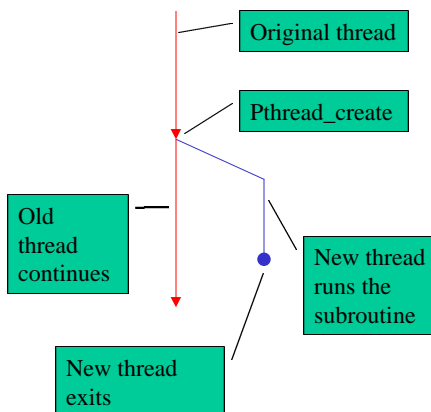 Original thread
Pthread_create
Old
thread
continues
New thread
runs the
subroutine
New thread
exits